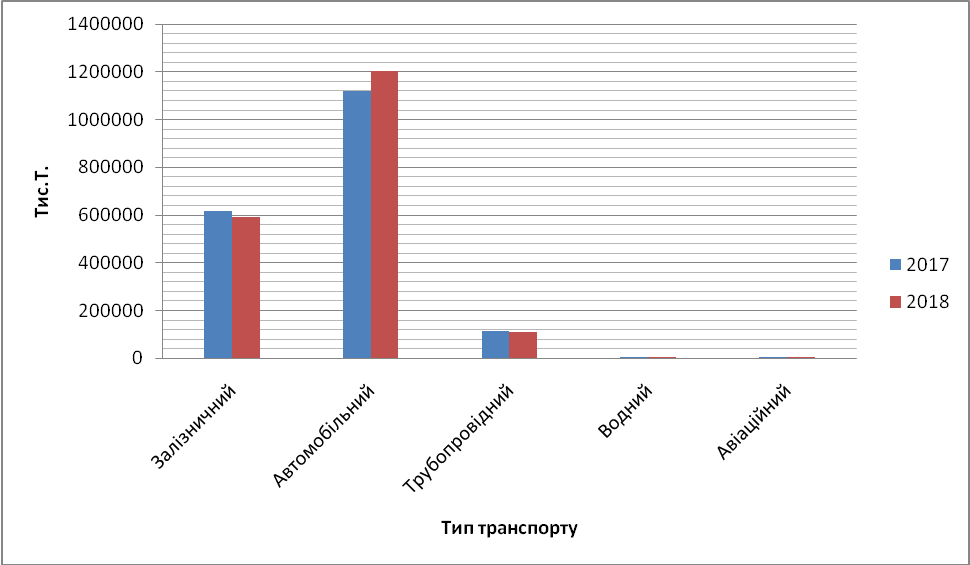 1400000
1200000
1000000
800000
600000
400000
200000
0
Тис.Т.
Залізничний
Автомобільний
Трубопровідний
Водний
Авіаційний
Тип транспорту
2017
2018